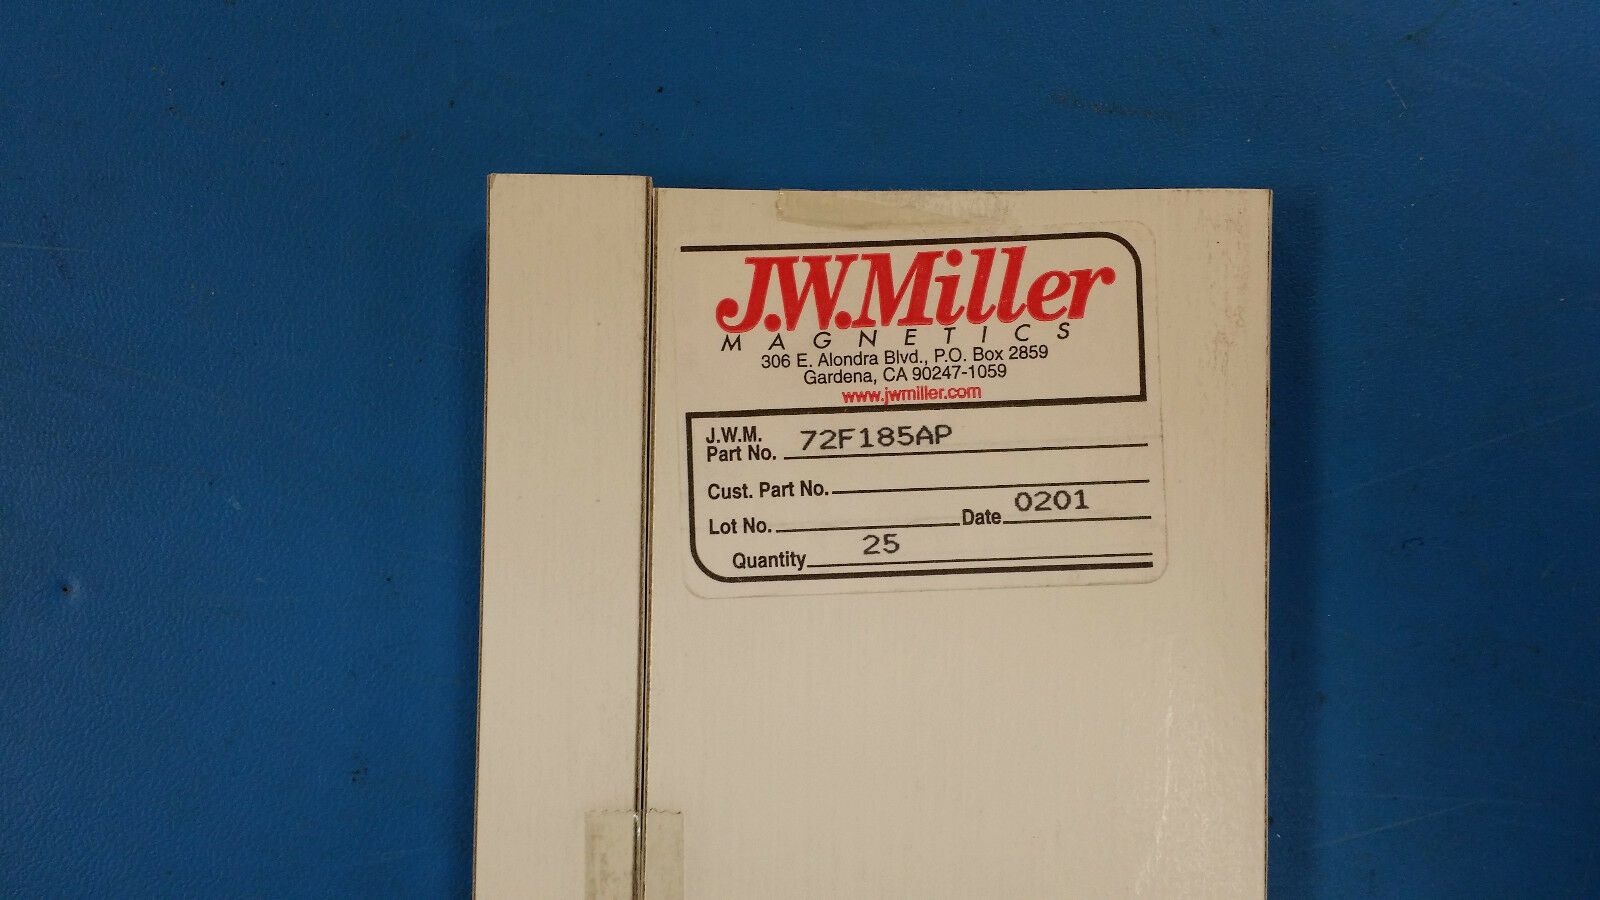 J.W.Miller
MAGNETICS
306 E. Alondra Blvd., P.O. Box 2859
Gardena, CA 90247-1059
www.jwmiller.com
J.W.M.
Part No. 72F185AP
Cust. Part No.
Lot No. Date 0201
Quantity 25